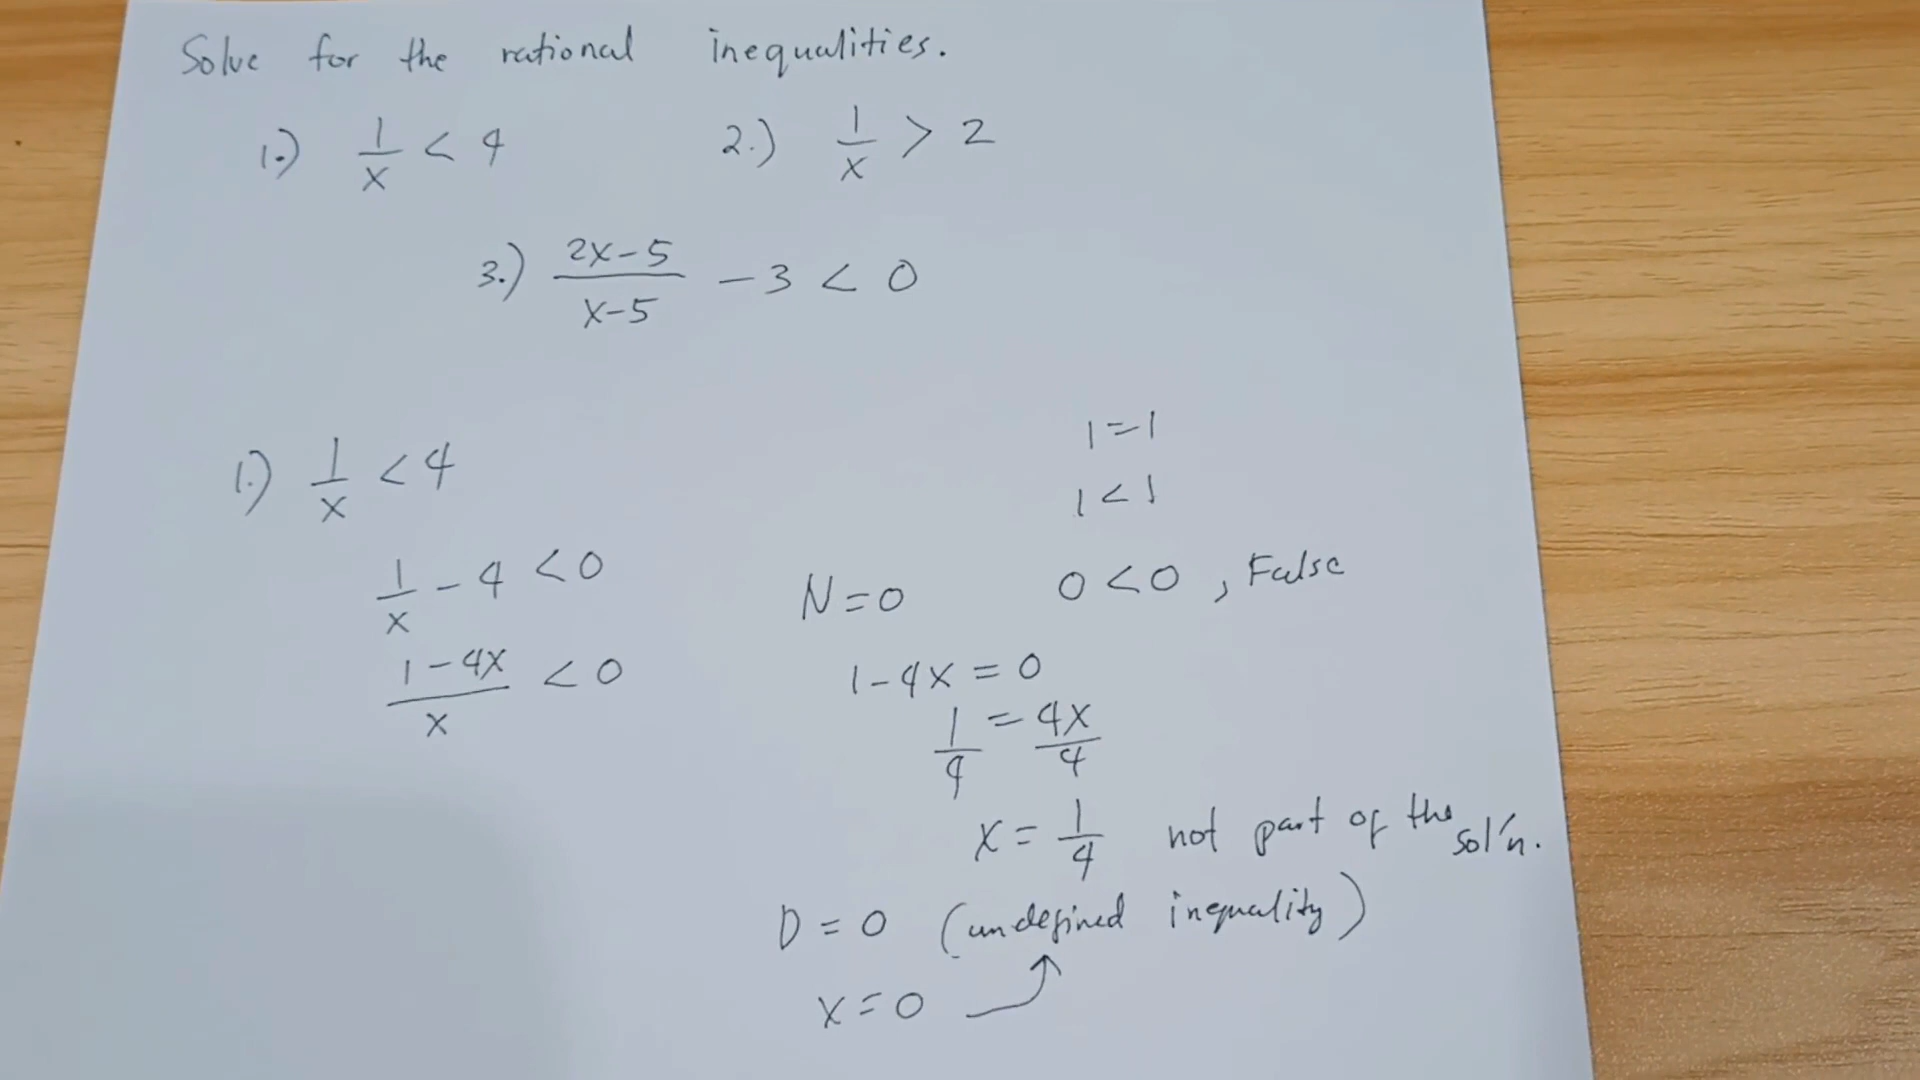 Solve for the rational inequalities.
1.) 1/x < 4 2.) 1/x > 2
3.) (2x-5)/(x-5) - 3 < 0
1.) 1/x < 4
1/x - 4 < 0
(1-4x)/x < 0
1=1
1<1
N=0 0<0, False
1-4x = 0
1/4 = 4x/4
x = 1/4 not part of the sol'n.
D = 0 (undefined inequality)
x = 0